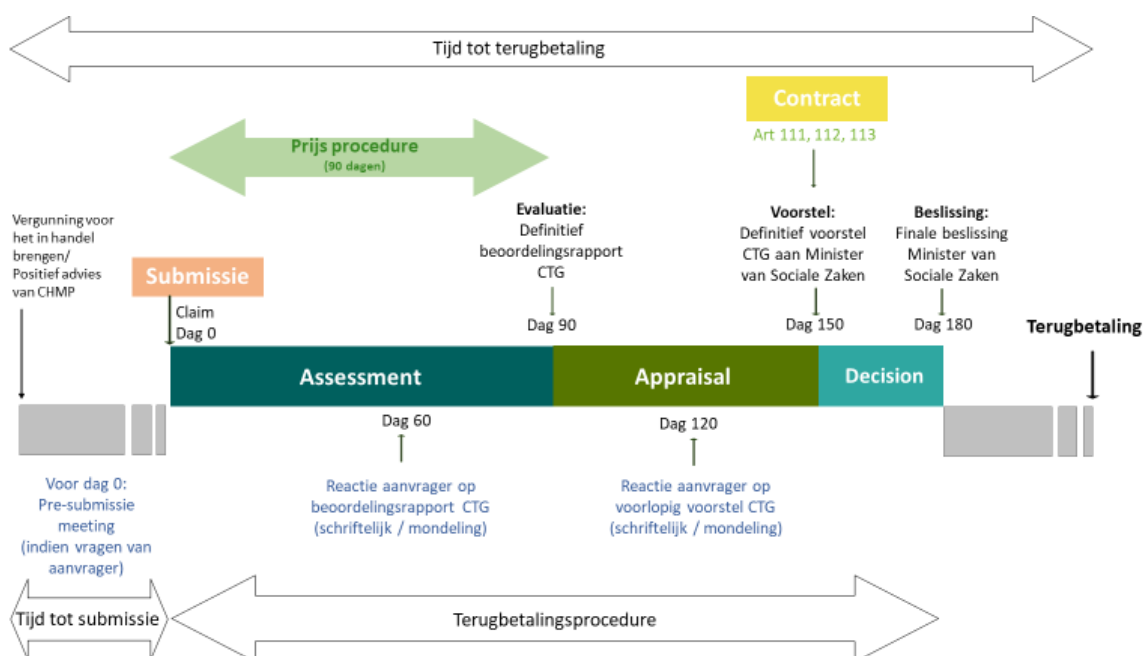 Tijd tot terugbetaling
Contract
Art 111, 112, 113
Prijs procedure
(90 dagen)
Vergunning voor
het in handel
brengen/
Positief advies
van CHMP
Submissie
Claim
Dag 0
Evaluatie:
Definitief
beoordelingsrapport
CTG
Dag 90
Voorstel:
Definitief voorstel
CTG aan Minister
van Sociale Zaken
Dag 150
Beslissing:
Finale beslissing
Minister van
Sociale Zaken
Dag 180
Terugbetaling
Assessment
Appraisal
Decision
Dag 60
Dag 120
Voor dag 0:
Pre-submissie
meeting
(indien vragen van
aanvrager)
Reactie aanvrager op
beoordelingsrapport CTG
(schriftelijk / mondeling)
Reactie aanvrager op
voorlopig voorstel CTG
(schriftelijk / mondeling)
Tijd tot submissie
Terugbetalingsprocedure